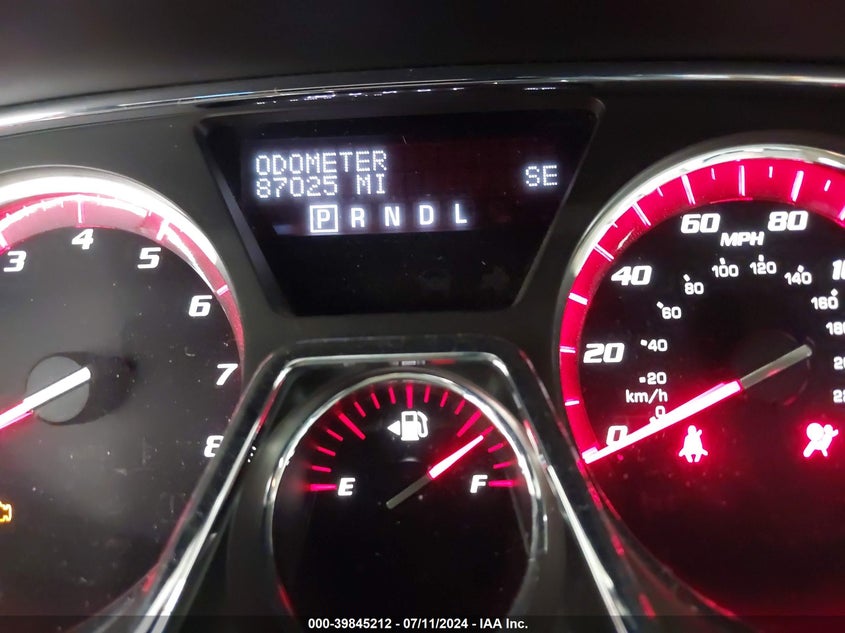 ODOMETER
87025 MI
SE
P R N D L
3 4 5 6 7 8
E F
0 20 40 60 80
MPH
km/h
0 20 40 60 80 100 120 140 160
000-39845212 - 07/11/2024 - IAA Inc.